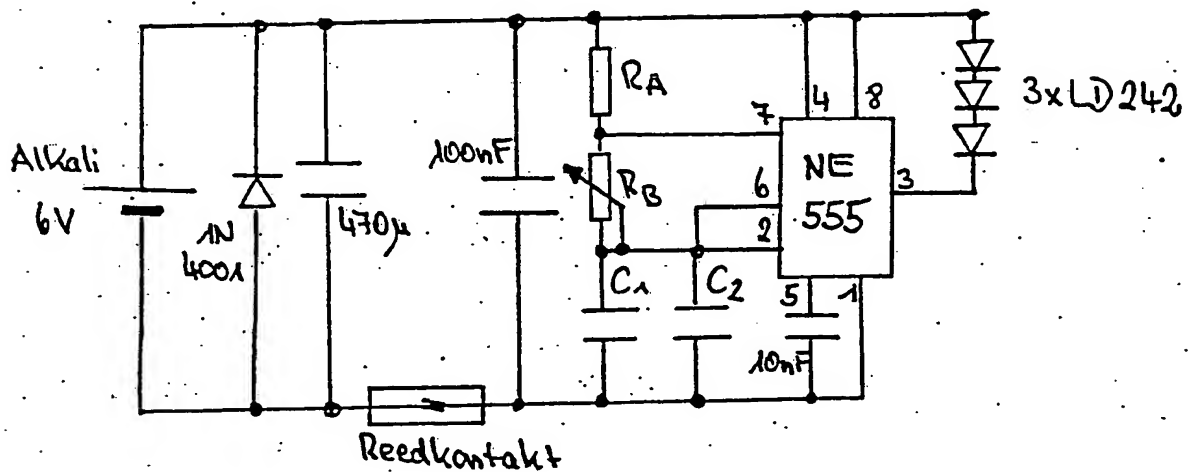 Alkali
6V
1N
4001
470µ
100nF
RA
RB
C1
C2
7
4
8
6
2
3
5
1
NE
555
10nF
3xLD242
Reedkontakt